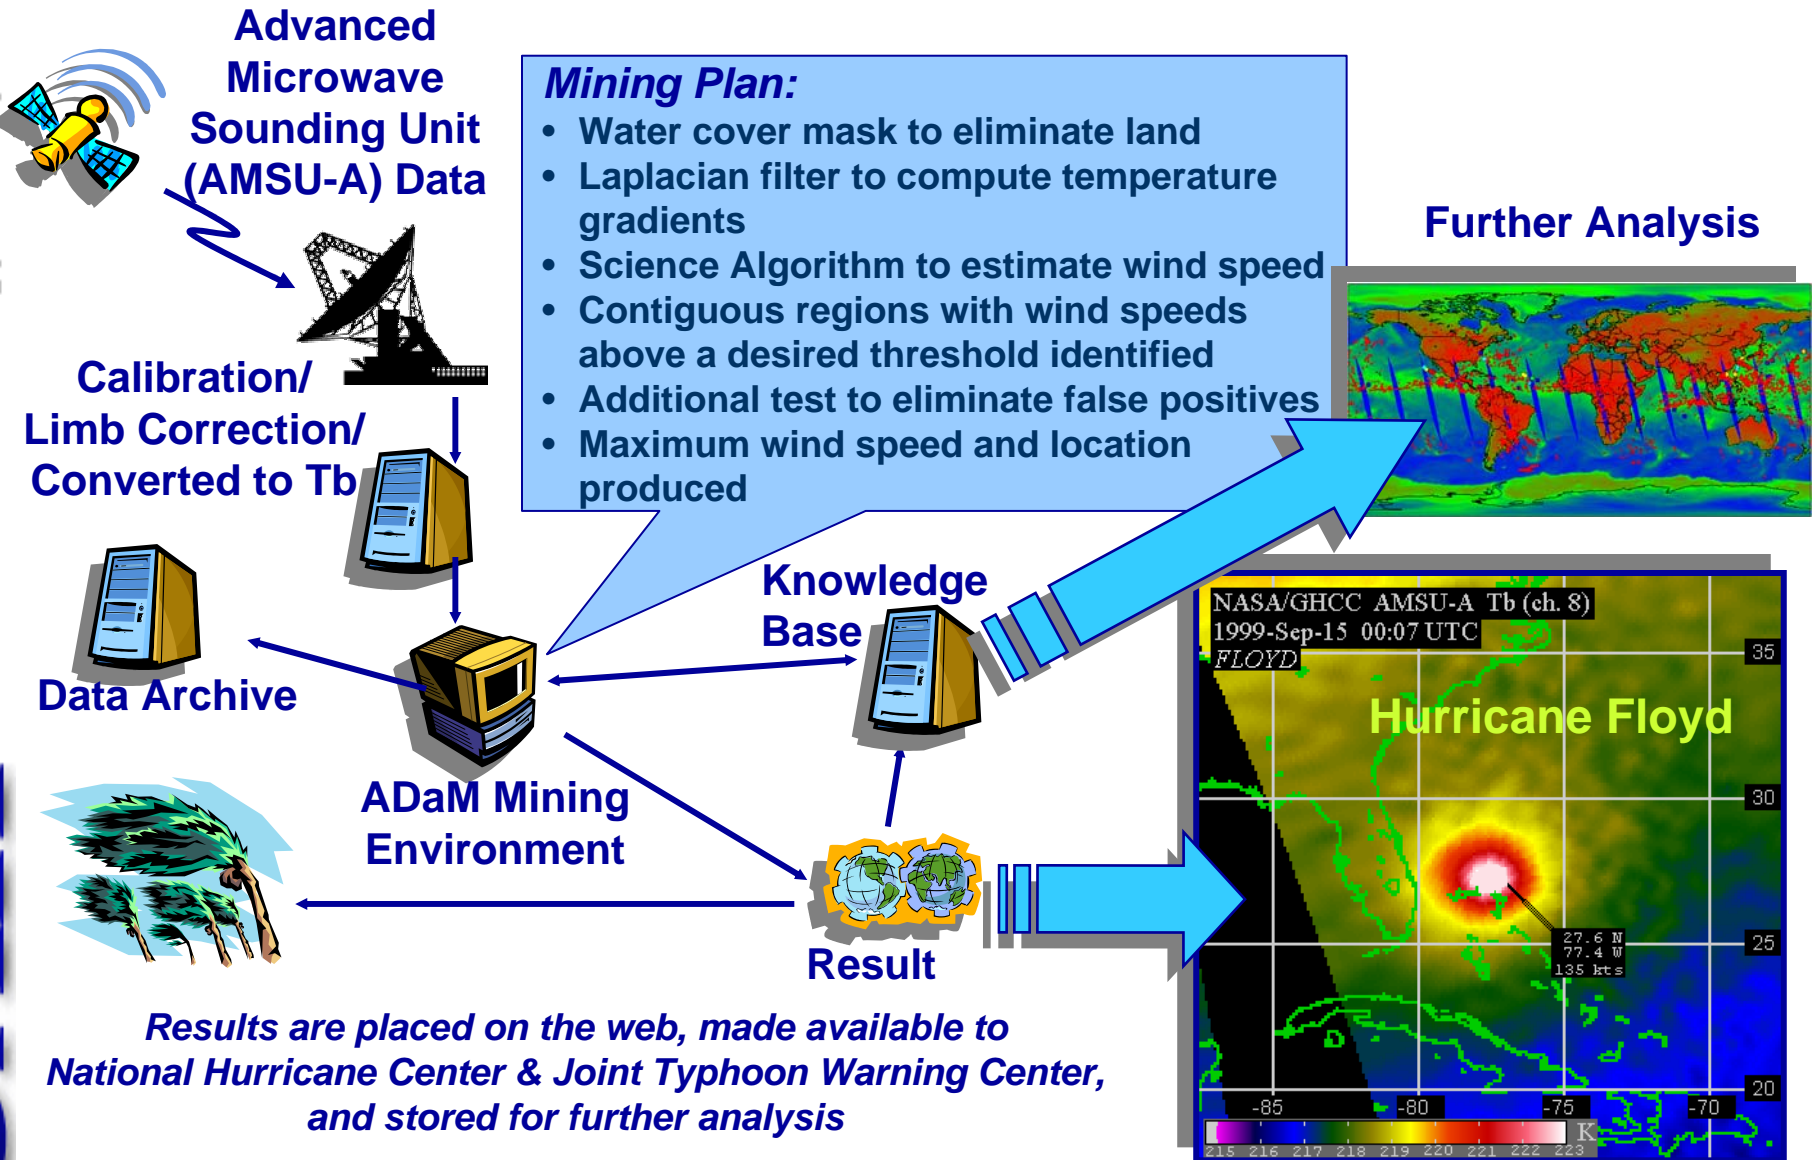 Advanced
Microwave
Sounding Unit
(AMSU-A) Data
Mining Plan:
• Water cover mask to eliminate land
• Laplacian filter to compute temperature
gradients
• Science Algorithm to estimate wind speed
• Contiguous regions with wind speeds
above a desired threshold identified
• Additional test to eliminate false positives
• Maximum wind speed and location
produced
Further Analysis
Calibration/
Limb Correction/
Converted to Tb
Knowledge
Base
Data Archive
ADaM Mining
Environment
Result
NASA/GHCC AMSU-A Tb (ch. 8)
1999-Sep-15 00:07 UTC
FLOYD
Hurricane Floyd
35
30
25
20
27.6 N
77.4 W
135 kts
-85 -80 -75 -70
K
215 216 217 218 219 220 221 222 223
Results are placed on the web, made available to
National Hurricane Center & Joint Typhoon Warning Center,
and stored for further analysis